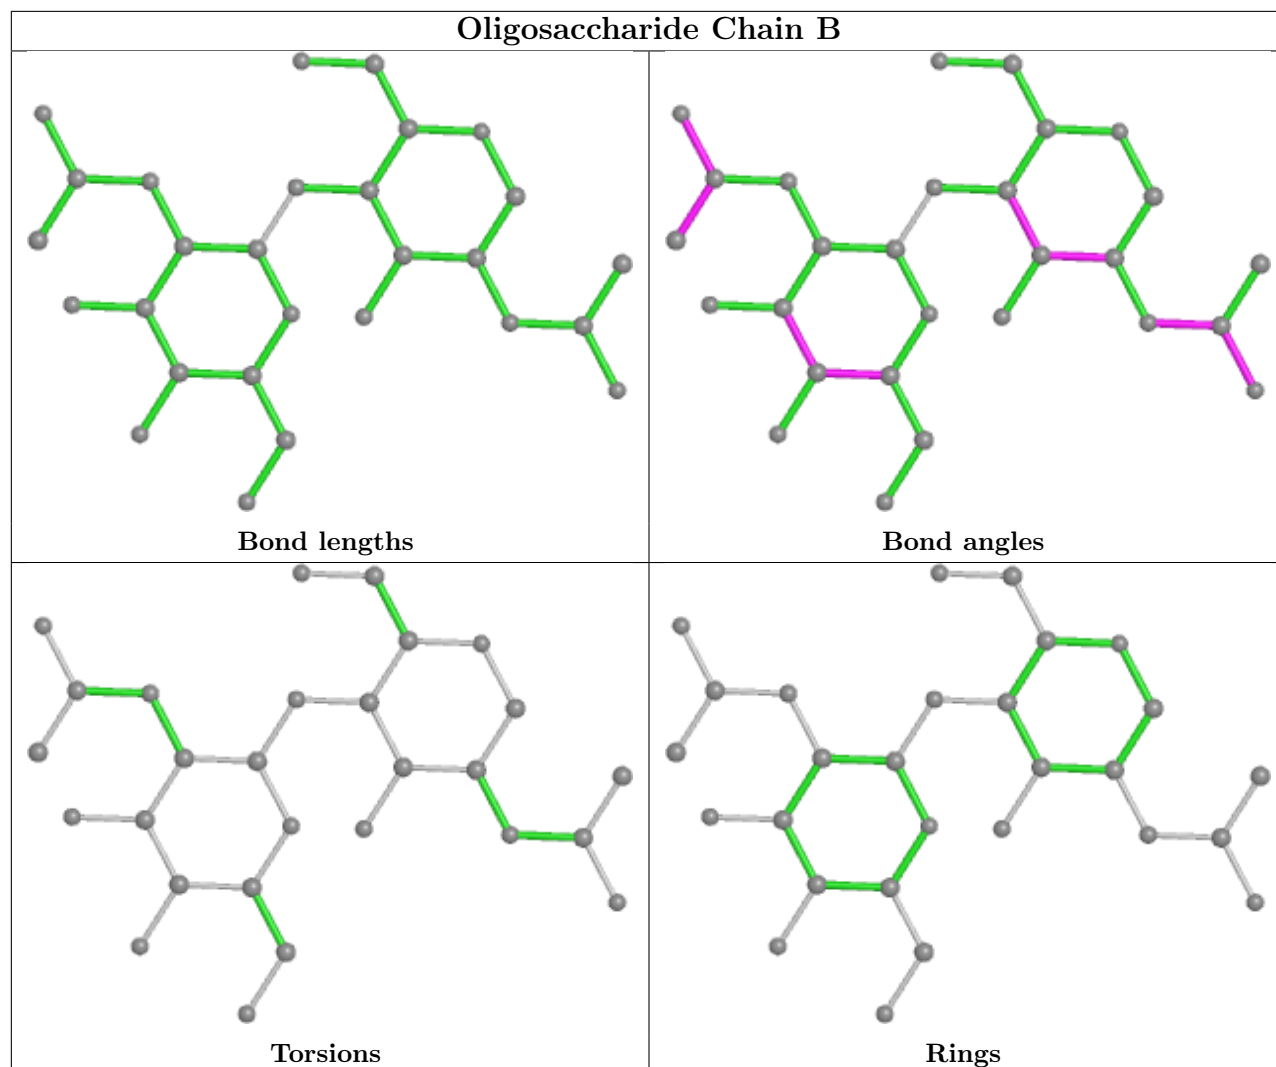 Oligosaccharide Chain B
Bond lengths
Bond angles
Torsions
Rings